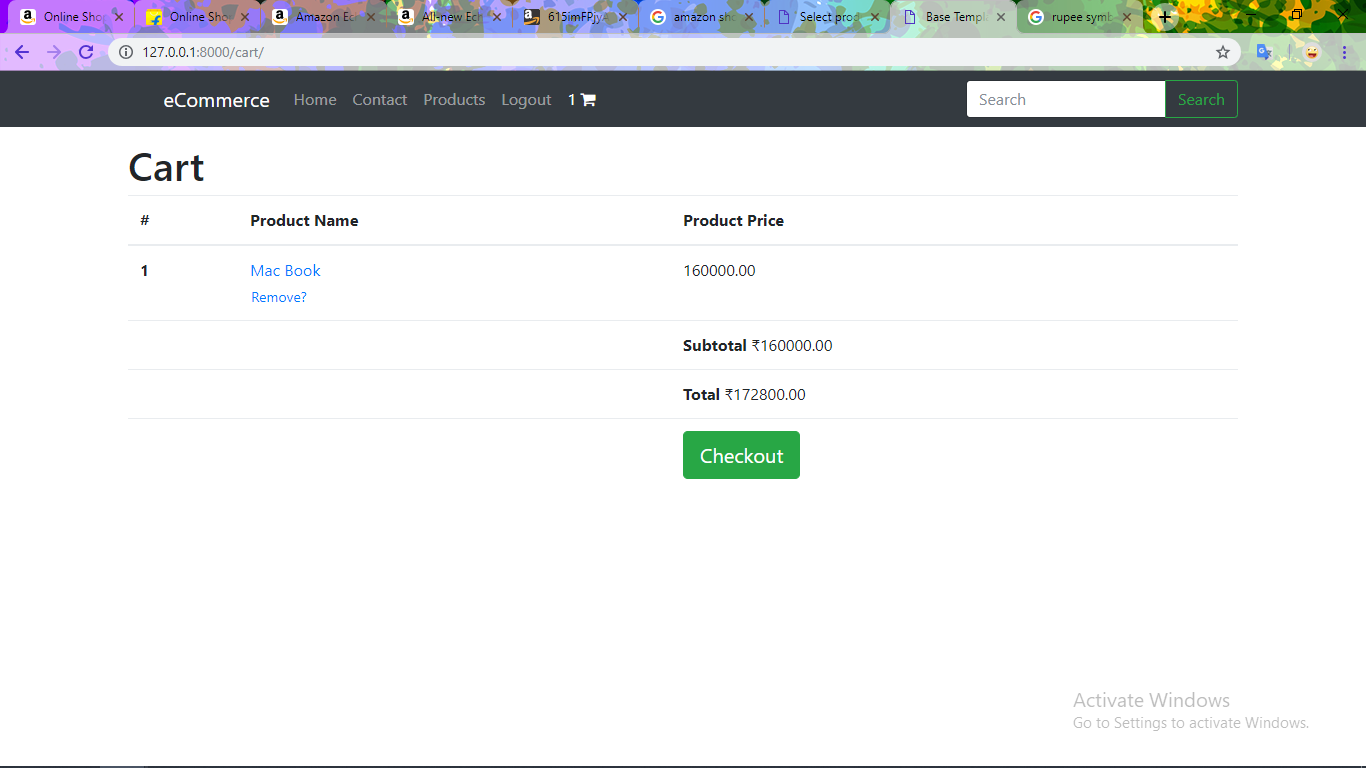 Online Shop Online Sho Amazon Ec All-new Ech 615imFPjyA amazon sho Select prod Base Templ rupee symb
127.0.0.1:8000/cart/
eCommerce Home Contact Products Logout 1 Search Search
Cart
# Product Name Product Price
1 Mac Book 160000.00
Remove?
Subtotal ₹160000.00
Total ₹172800.00
Checkout
Activate Windows
Go to Settings to activate Windows.